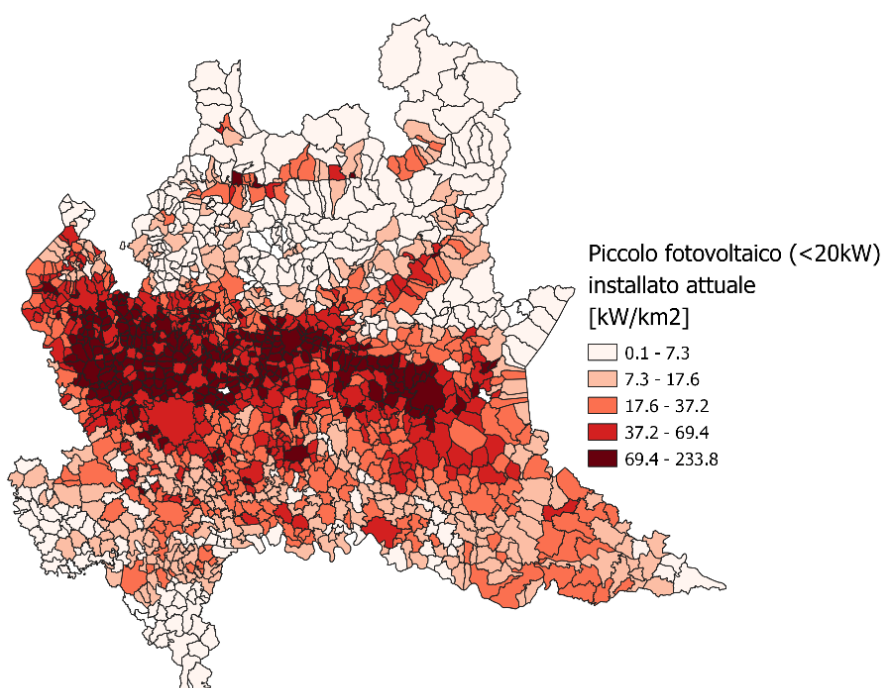 Piccolo fotovoltaico (<20kW)
installato attuale
[kW/km2]
0.1 - 7.3
7.3 - 17.6
17.6 - 37.2
37.2 - 69.4
69.4 - 233.8